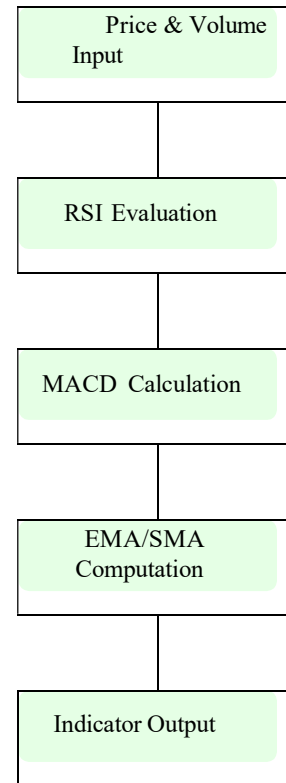 Price & Volume
Input
RSI Evaluation
MACD Calculation
EMA/SMA
Computation
Indicator Output